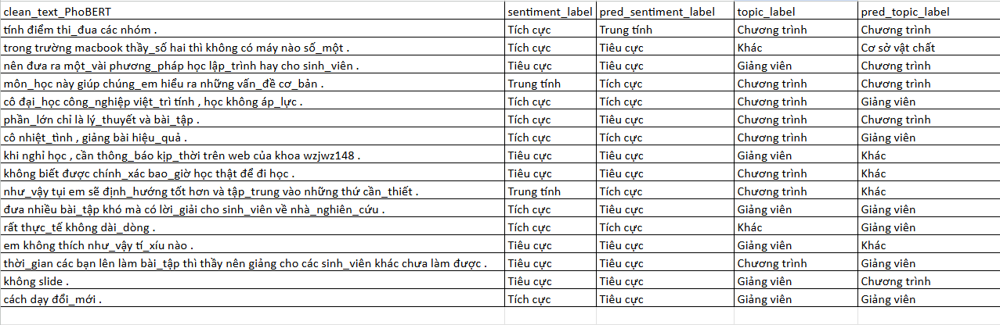 clean_text_PhoBERT sentiment_label pred_sentiment_label topic_label pred_topic_label
tính điểm thi_đua các nhóm . Tích cực Trung tính Chương trình Chương trình
trong trường macbook thầy_số hai thì không có máy nào số_một . Tích cực Tiêu cực Khác Cơ sở vật chất
nên đưa ra một_vài phương_pháp học lập_trình hay cho sinh_viên . Tiêu cực Tiêu cực Giảng viên Chương trình
môn_học này giúp chúng_em hiểu ra những vấn_đề cơ_bản . Trung tính Tích cực Chương trình Chương trình
cô đại_học công_nghiệp việt_trì tính , học không áp_lực . Tích cực Tích cực Chương trình Giảng viên
phần_lớn chỉ là lý_thuyết và bài_tập . Tích cực Tiêu cực Chương trình Chương trình
cô nhiệt_tình , giảng bài hiệu_quả . Tích cực Tích cực Chương trình Giảng viên
khi nghỉ học , cần thông_báo kịp_thời trên web của khoa wzjwz148 . Tiêu cực Tiêu cực Giảng viên Khác
không biết được chính_xác bao_giờ học thật để đi học . Tiêu cực Tiêu cực Chương trình Khác
như_vậy tụi em sẽ định_hướng tốt hơn và tập_trung vào những thứ cần_thiết . Trung tính Tích cực Chương trình Khác
đưa nhiều bài_tập khó mà có lời_giải cho sinh_viên về nhà_nghiên_cứu . Tích cực Tiêu cực Giảng viên Giảng viên
rất thực_tế không dài_dòng . Tích cực Tích cực Khác Giảng viên
em không thích như_vậy tí_xíu nào . Tiêu cực Tiêu cực Giảng viên Khác
thời_gian các bạn lên làm bài_tập thì thầy nên giảng cho các sinh_viên khác chưa làm được . Tiêu cực Tiêu cực Chương trình Giảng viên
không slide . Tiêu cực Tiêu cực Giảng viên Chương trình
cách dạy đổi_mới . Tích cực Tiêu cực Giảng viên Giảng viên